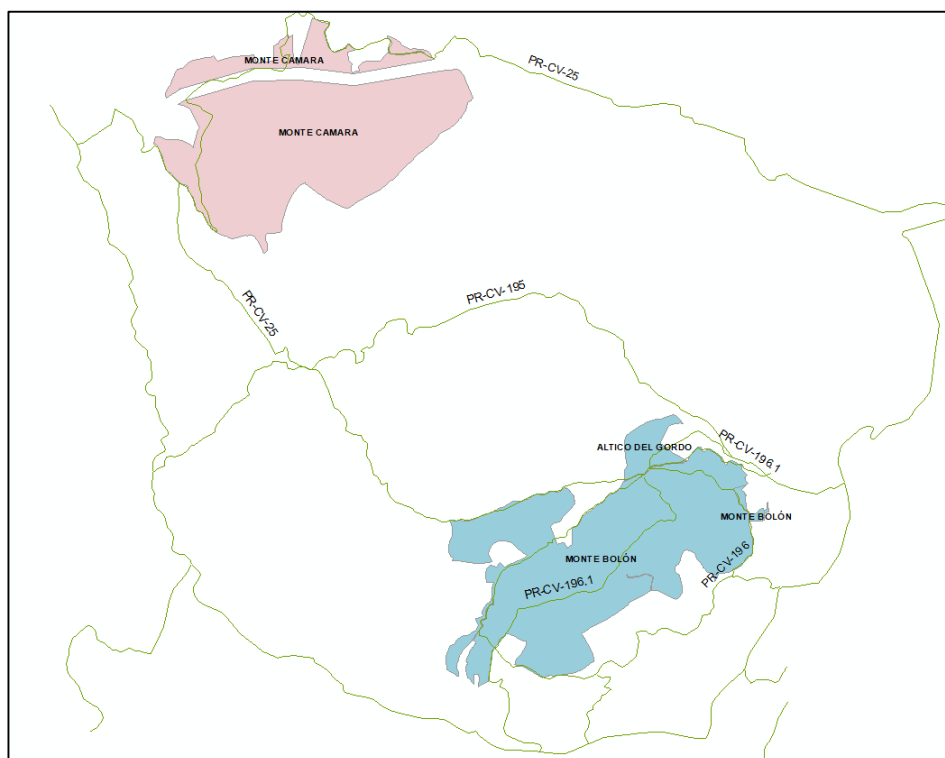 MONTE CAMARA
PR-CV-25
MONTE CAMARA
PR-CV-195
PR-CV-25
PR-CV-196.1
ALTICO DEL GORDO
MONTE BOLÓN
MONTE BOLÓN
PR-CV-196
PR-CV-196.1